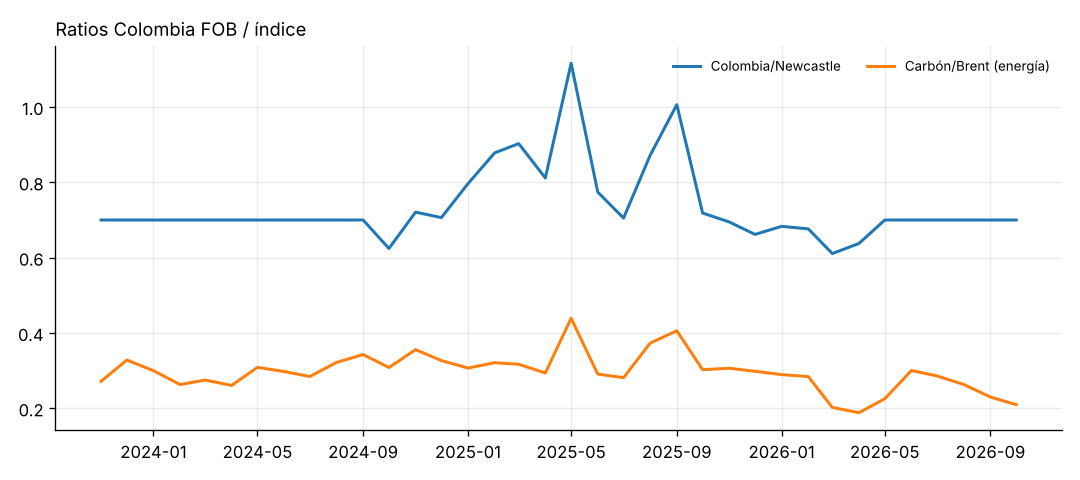 Ratios Colombia FOB / índice
Colombia/Newcastle
Carbón/Brent (energía)
1.0
0.8
0.6
0.4
0.2
2024-01 2024-05 2024-09 2025-01 2025-05 2025-09 2026-01 2026-05 2026-09